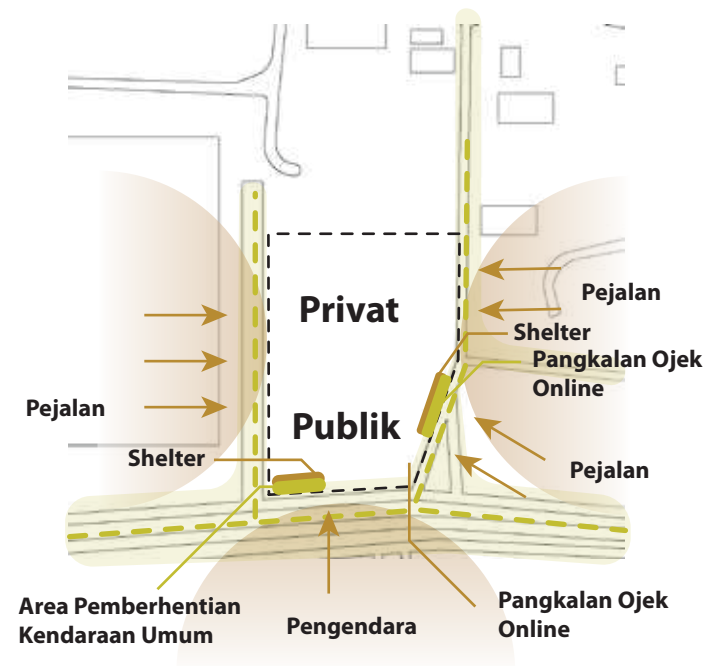 Privat
Pejalan
Shelter
Pangkalan Ojek
Online
Pejalan
Publik
Shelter
Pejalan
Area Pemberhentian
Kendaraan Umum
Pengendara
Pangkalan Ojek
Online